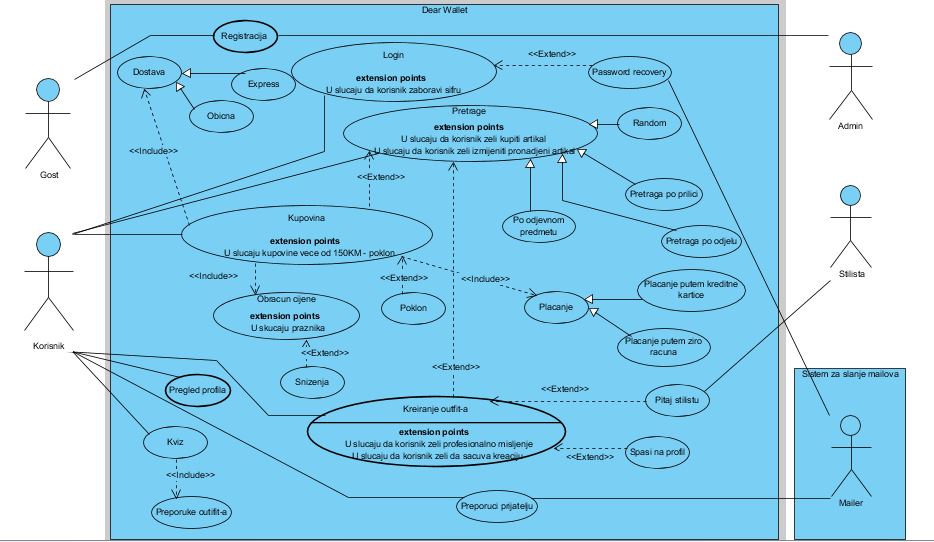 Dear Wallet
Registracija
Dostava
Express
Obicna
Login
extension points
U slucaju da korisnik zaboravi sifru
<<Extend>>
Password recovery
Pretrage
extension points
U slucaju da korisnik zeli kupiti artikal
U slucaju da korisnik zeli izmijeniti pronadjeni artikal
Random
Gost
Admin
<<Include>>
<<Extend>>
Pretraga po prilici
Po odjevnom
predmetu
Pretraga po odjelu
Kupovina
extension points
U slucaju kupovine vece od 150KM - poklon
Stilista
<<Include>>
<<Extend>>
<<Include>>
Placanje putem kreditne
kartice
Obracun cijene
extension points
U skucaju praznika
Poklon
Placanje
Placanje putem ziro
racuna
Korisnik
<<Extend>>
<<Extend>>
Sistem za slanje mailova
Snizenja
Pregled profila
<<Extend>>
Pitaj stilistu
Kreiranje outfit-a
extension points
U slucaju da korisnik zeli profesionalno misljenje
U slucaju da korisnik zeli da sacuva kreaciju
Kviz
<<Extend>>
Spasi na profil
<<Include>>
Preporuke outifit-a
Preporuci prijatelju
Mailer